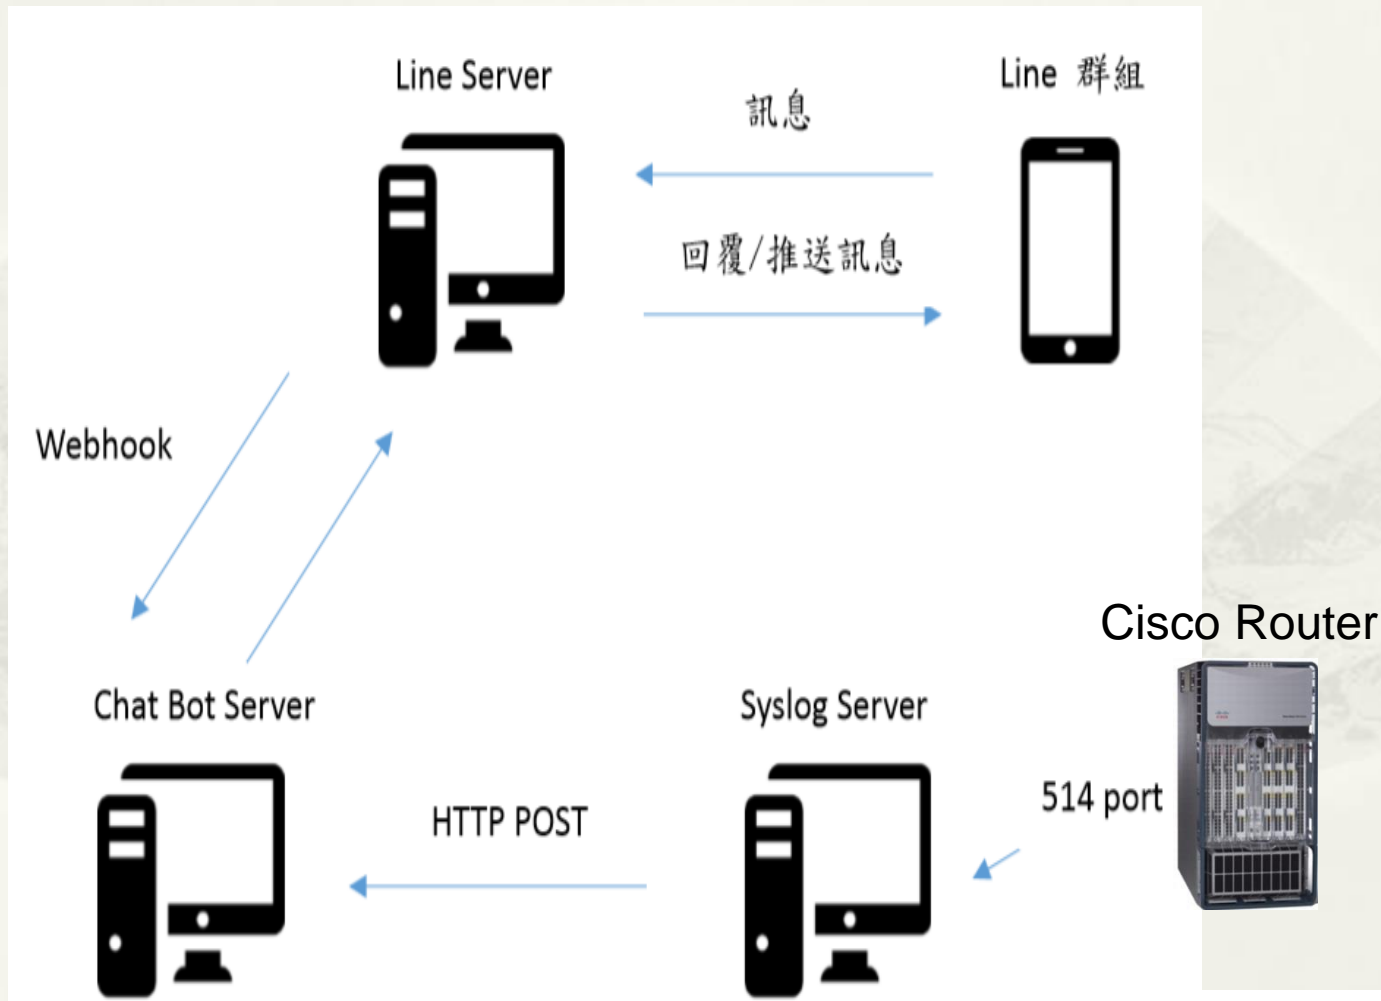 Line Server
Line 群組
訊息
回覆/推送訊息
Webhook
Cisco Router
Chat Bot Server
Syslog Server
514 port
HTTP POST